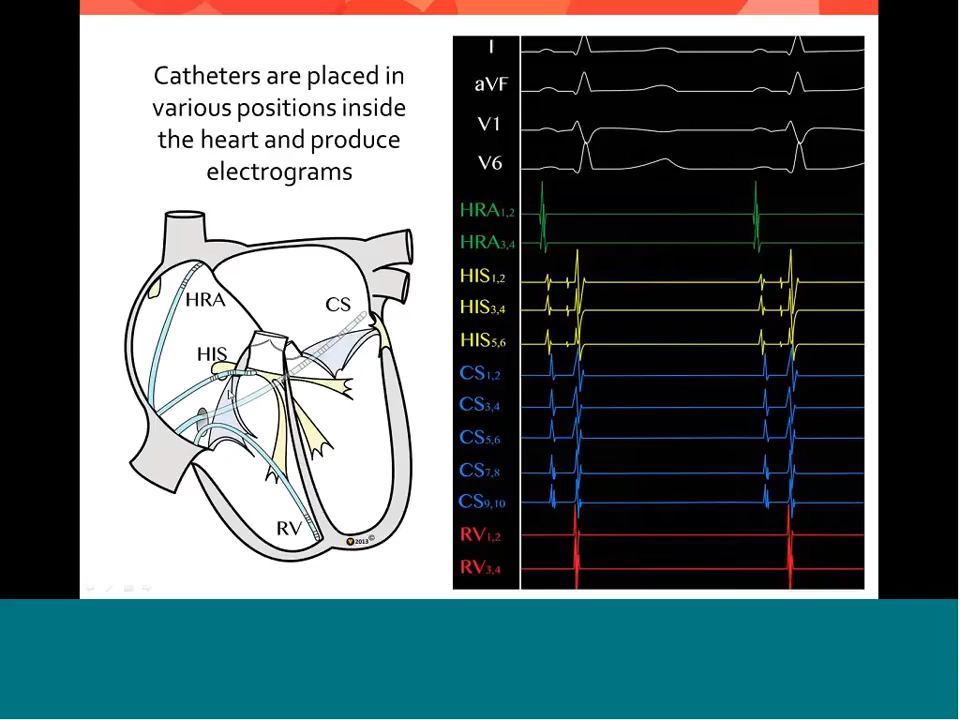 Catheters are placed in
various positions inside
the heart and produce
electrograms
HRA
CS
HIS
RV
2013©
I
aVF
V1
V6
HRA1,2
HRA3,4
HIS1,2
HIS3,4
HIS5,6
CS1,2
CS3,4
CS5,6
CS7,8
CS9,10
RV1,2
RV3,4